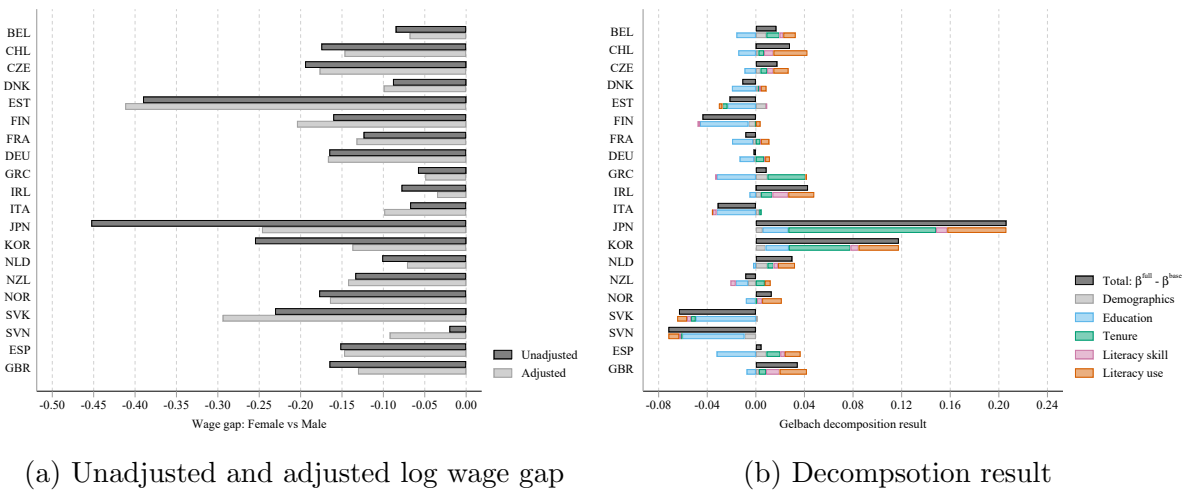 BEL
CHL
CZE
DNK
EST
FIN
FRA
DEU
GRC
IRL
ITA
JPN
KOR
NLD
NZL
NOR
SVK
SVN
ESP
GBR
Unadjusted
Adjusted
-0.50 -0.45 -0.40 -0.35 -0.30 -0.25 -0.20 -0.15 -0.10 -0.05 0.00
Wage gap: Female vs Male
(a) Unadjusted and adjusted log wage gap
BEL
CHL
CZE
DNK
EST
FIN
FRA
DEU
GRC
IRL
ITA
JPN
KOR
NLD
NZL
NOR
SVK
SVN
ESP
GBR
Total: β^full - β^base
Demographics
Education
Tenure
Literacy skill
Literacy use
-0.08 -0.04 0.00 0.04 0.08 0.12 0.16 0.20 0.24
Gelbach decomposition result
(b) Decompsotion result